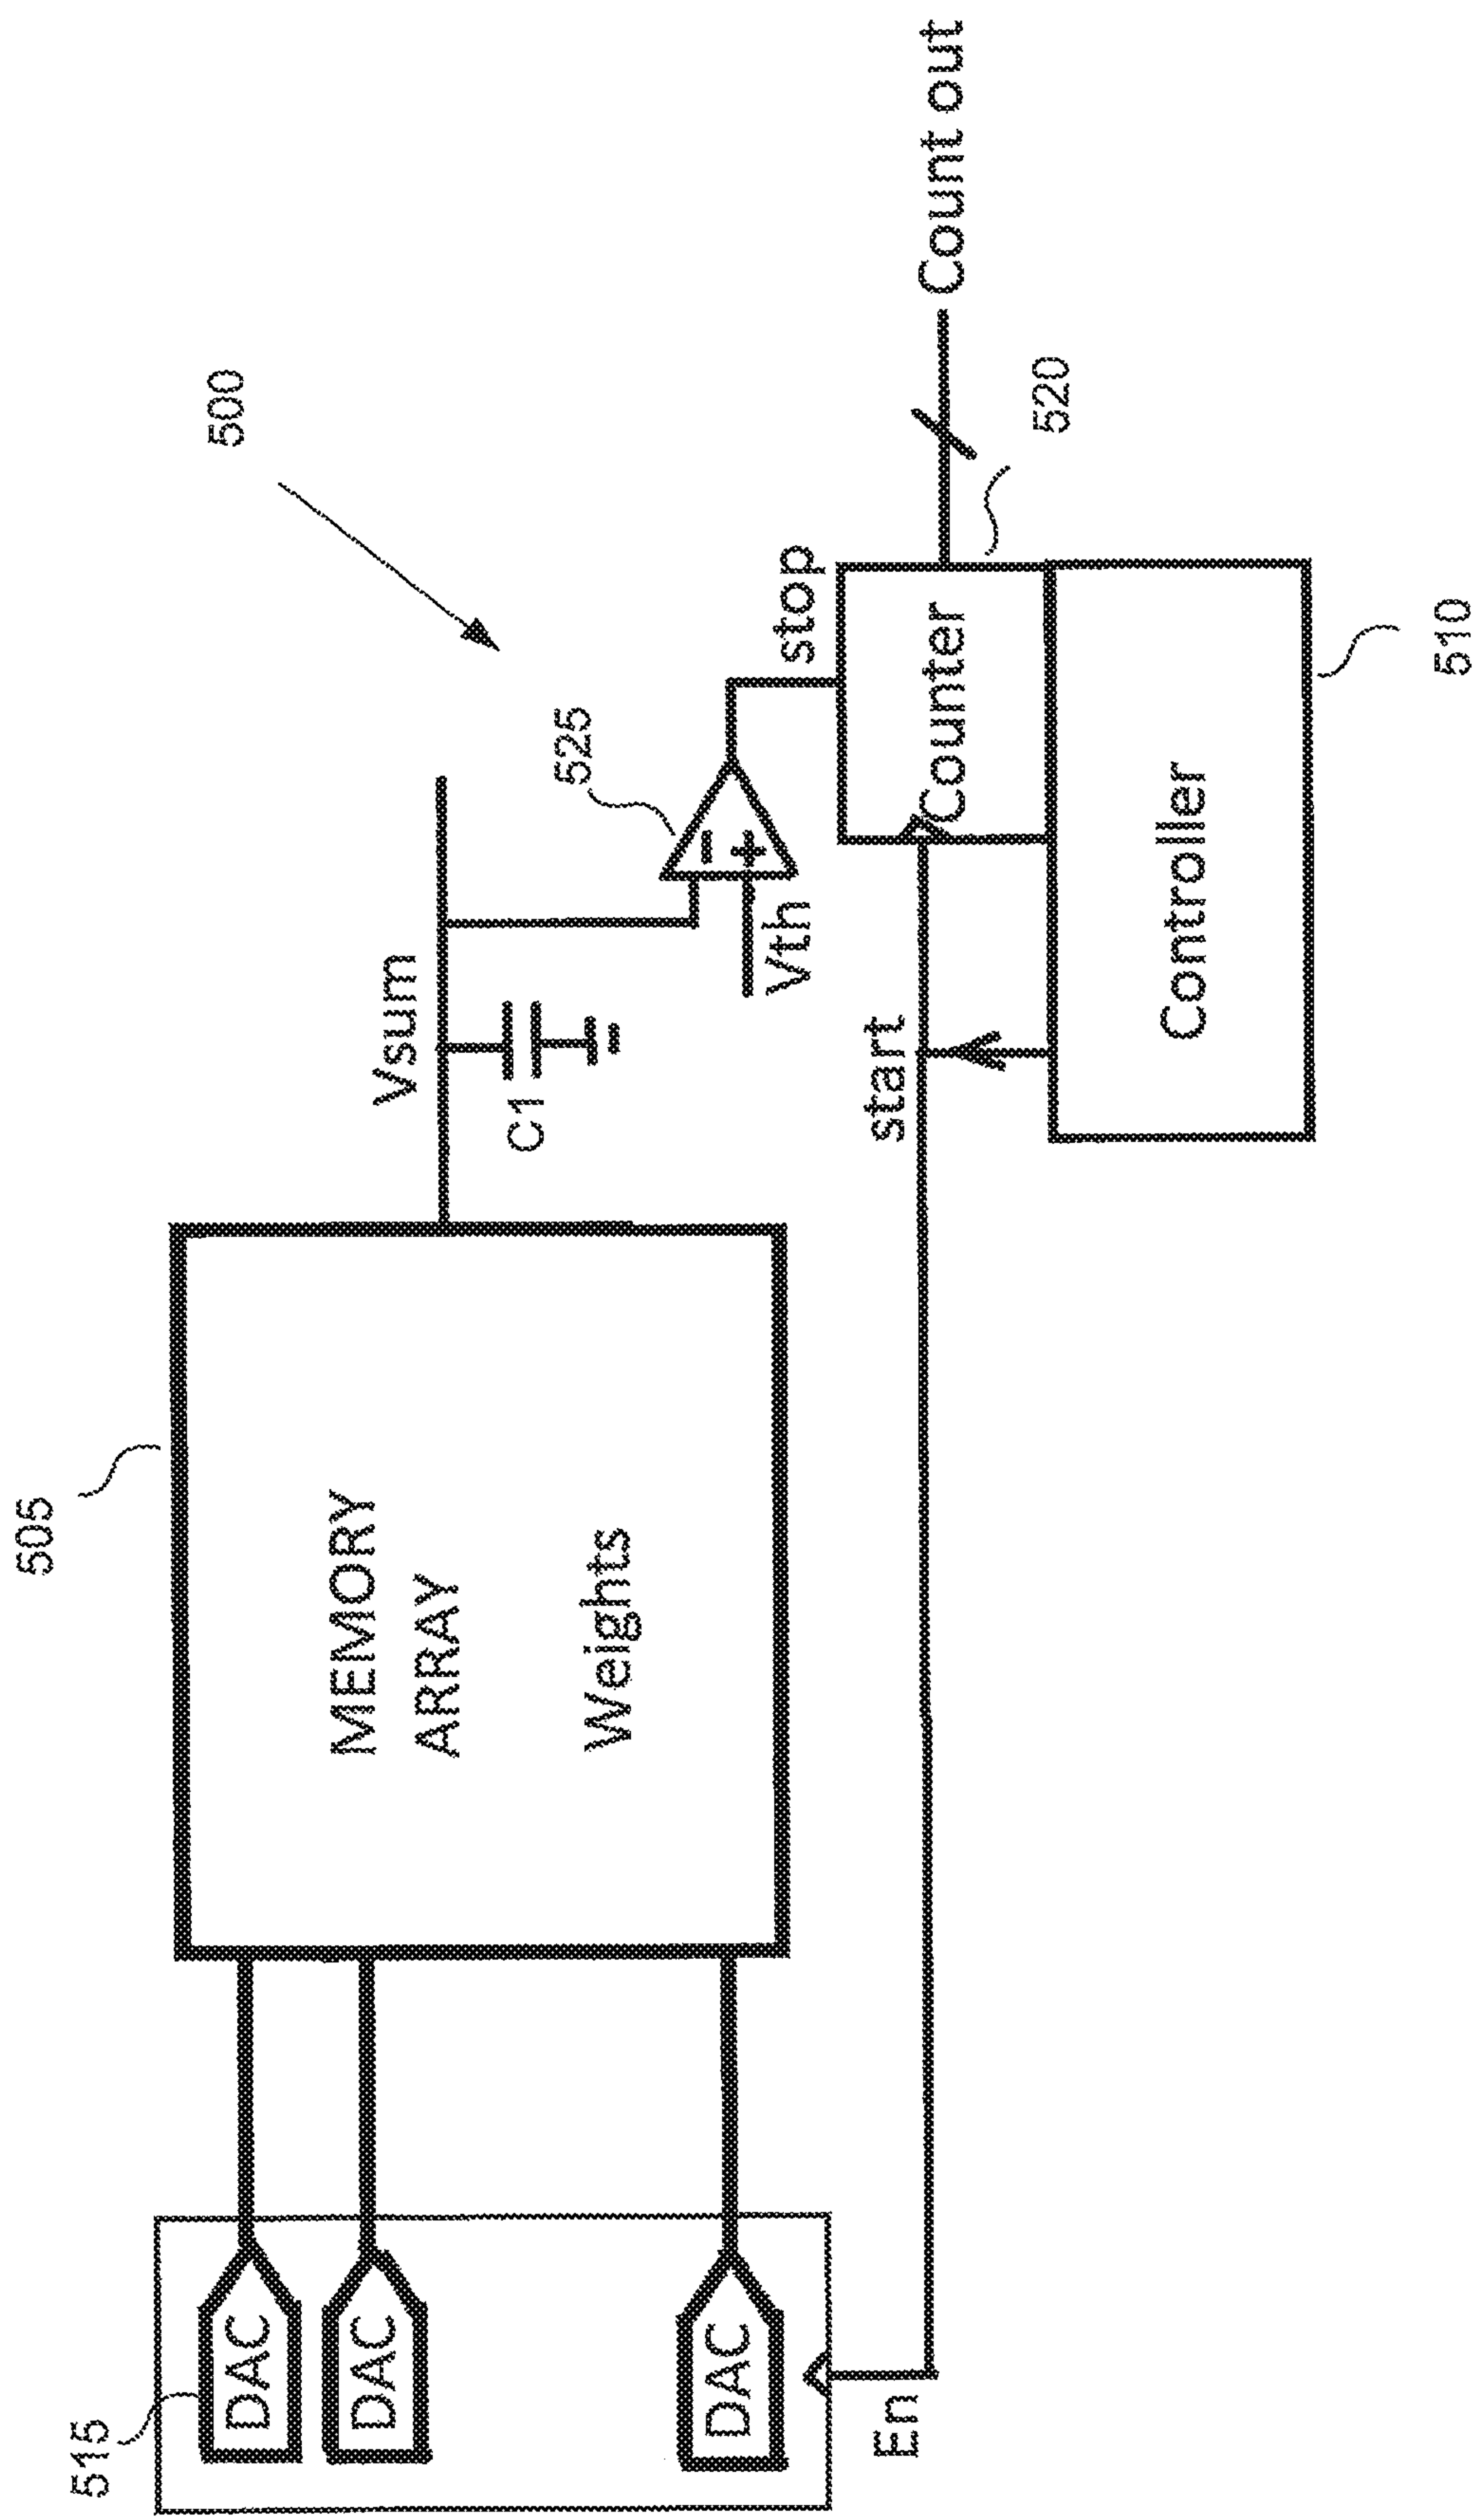 505
500
515
DAC
DAC
DAC
En
MEMORY
ARRAY
Weights
Vsum
C1
525
Vth
stop
start
Counter
Count out
520
Controller
510